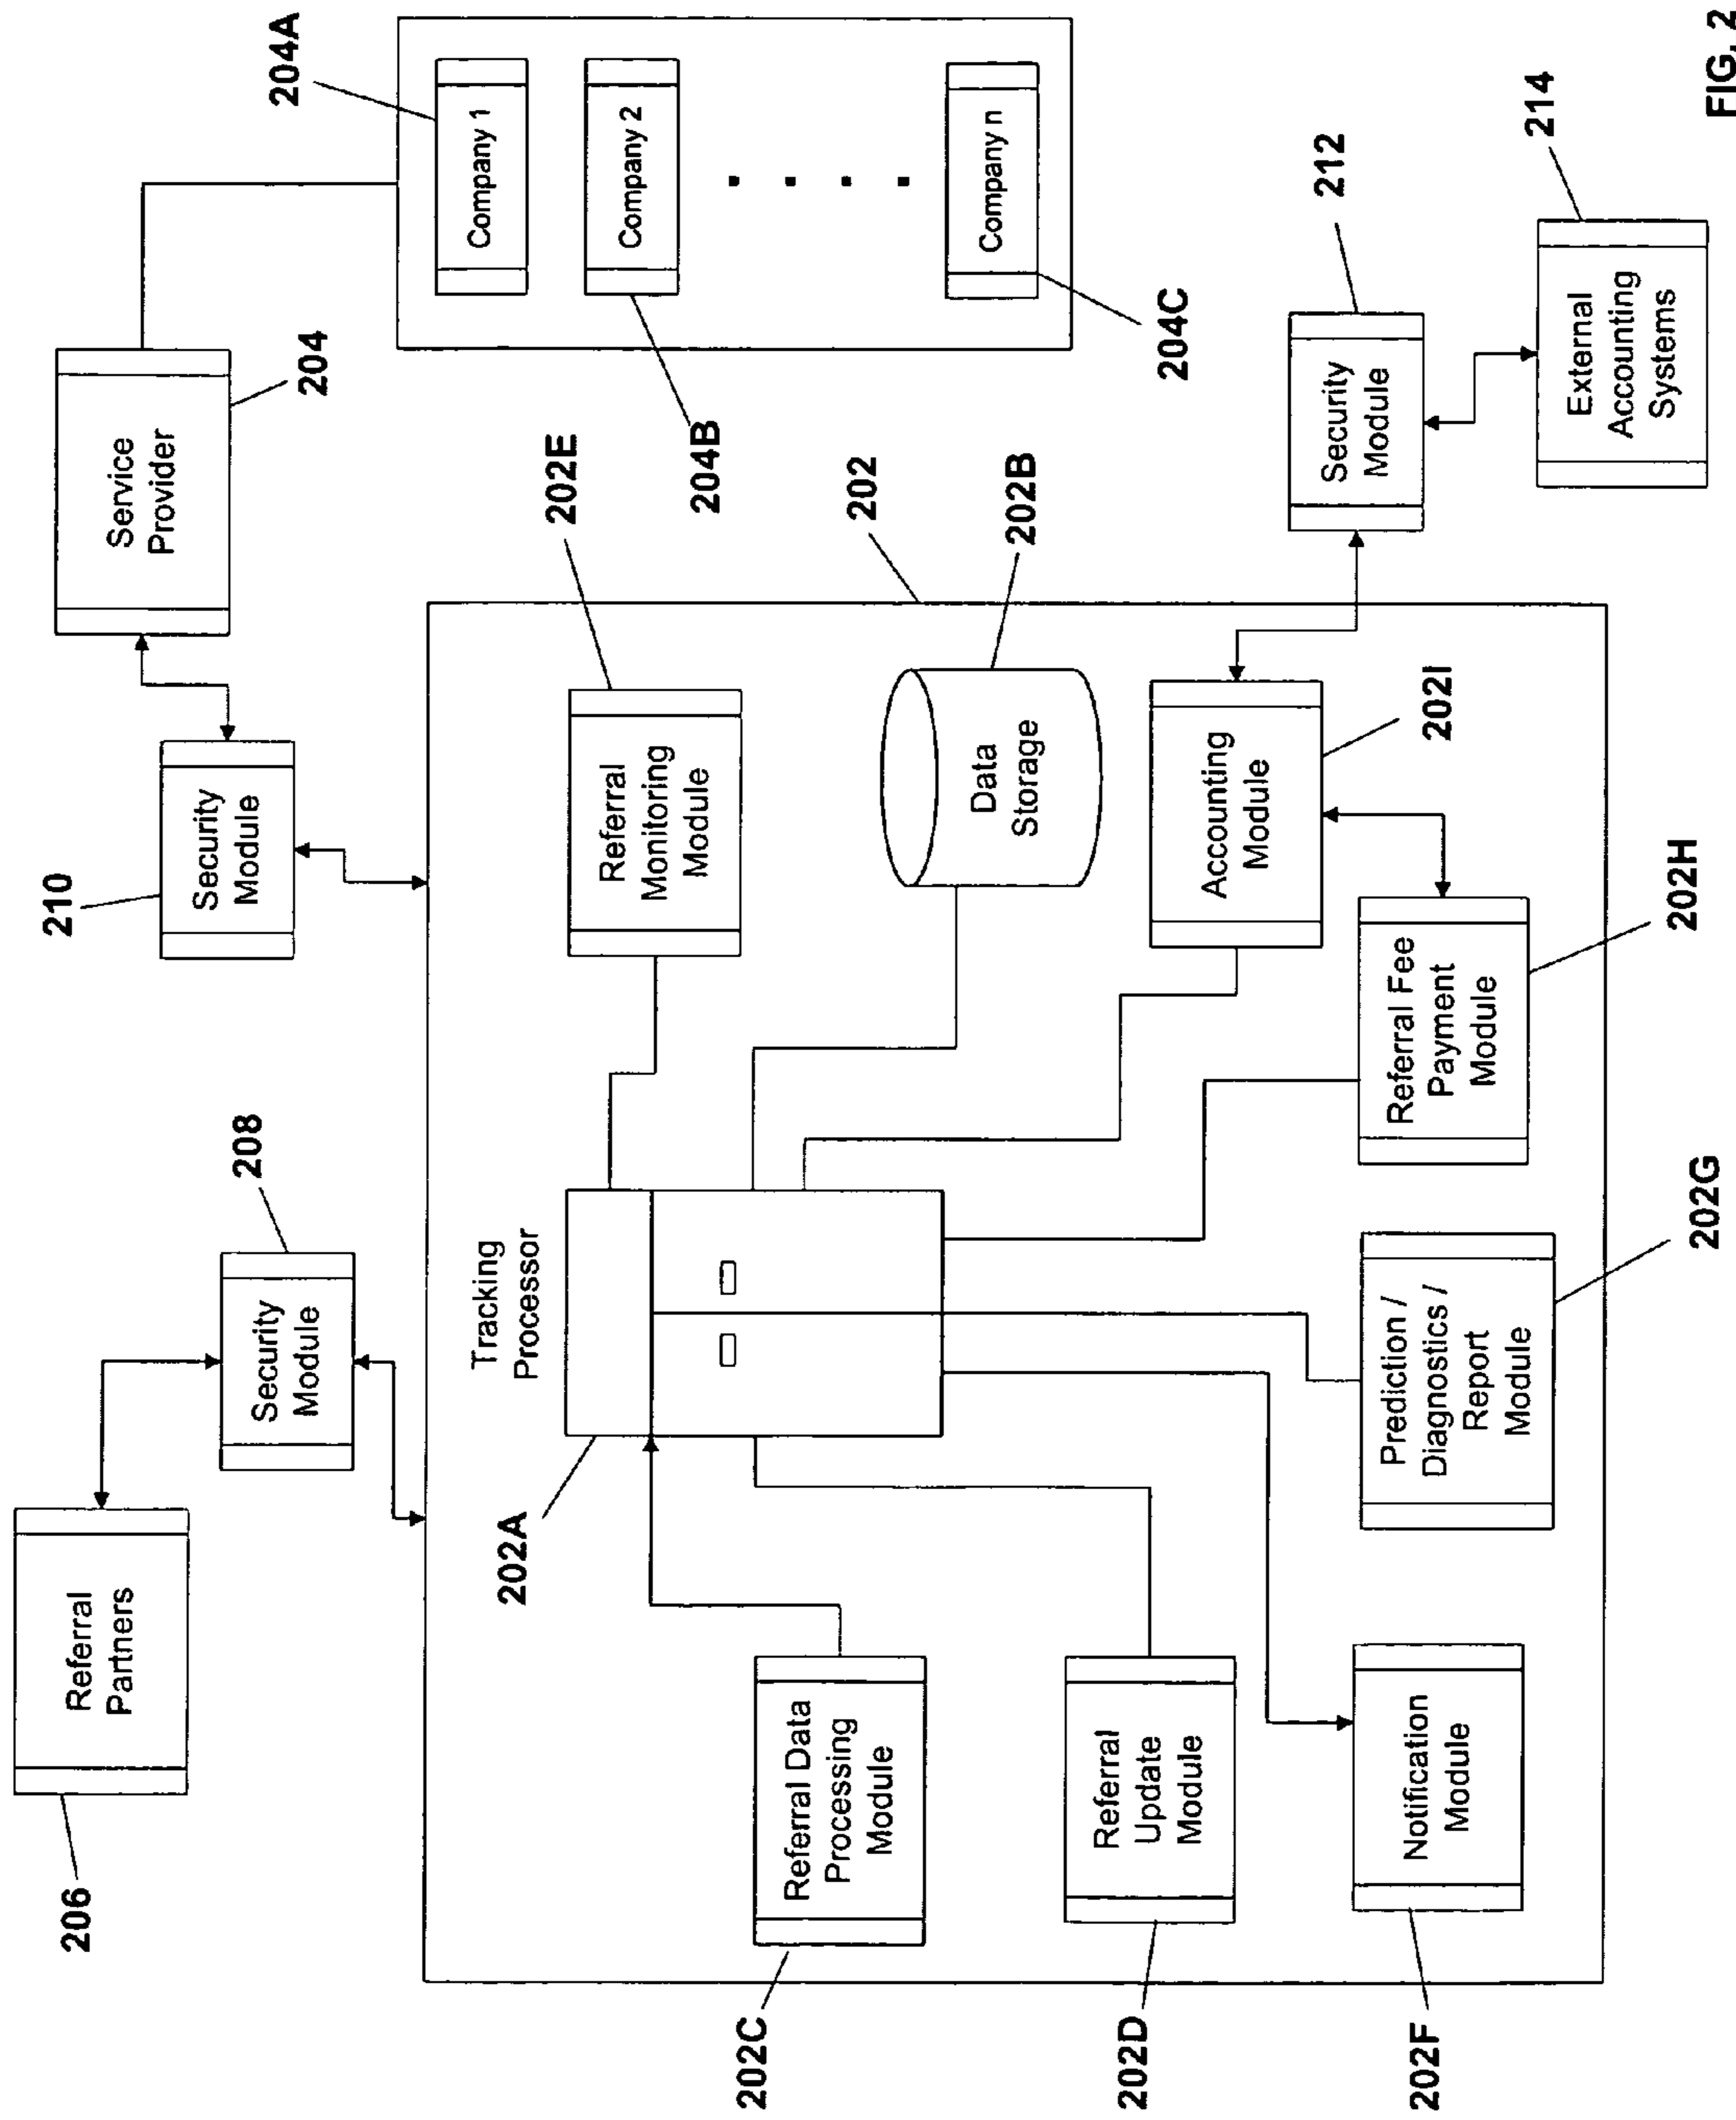 206
Referral
Partners
208
Security
Module
210
Security
Module
Service
Provider
204
204A
Company 1
Company 2
Company n
204B
204C
202E
202
202B
212
Security
Module
214
External
Accounting
Systems
Tracking
Processor
202A
Referral
Monitoring
Module
Data
Storage
Accounting
Module
202I
202C
Referral Data
Processing
Module
202D
Referral
Update
Module
202F
Notification
Module
Prediction /
Diagnostics /
Report
Module
202G
Referral Fee
Payment
Module
202H
FIG. 2